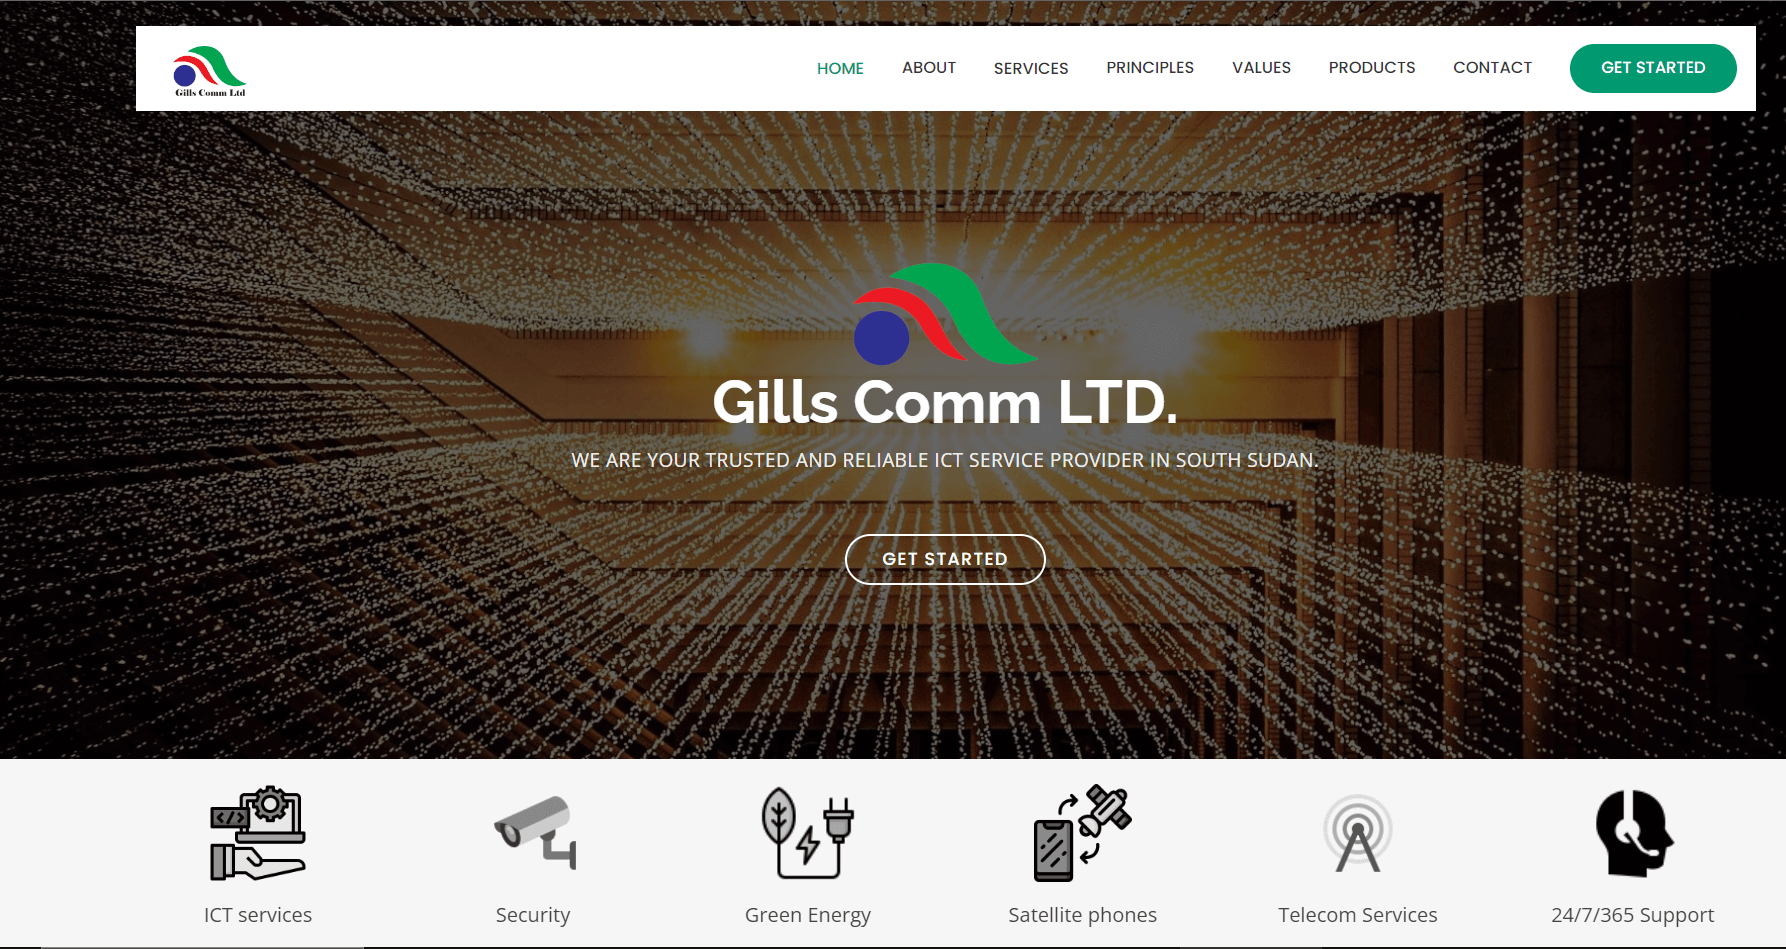 Gills Comm Ltd
HOME ABOUT SERVICES PRINCIPLES VALUES PRODUCTS CONTACT GET STARTED
Gills Comm LTD.
WE ARE YOUR TRUSTED AND RELIABLE ICT SERVICE PROVIDER IN SOUTH SUDAN.
GET STARTED
</>
ICT services Security Green Energy Satellite phones Telecom Services 24/7/365 Support